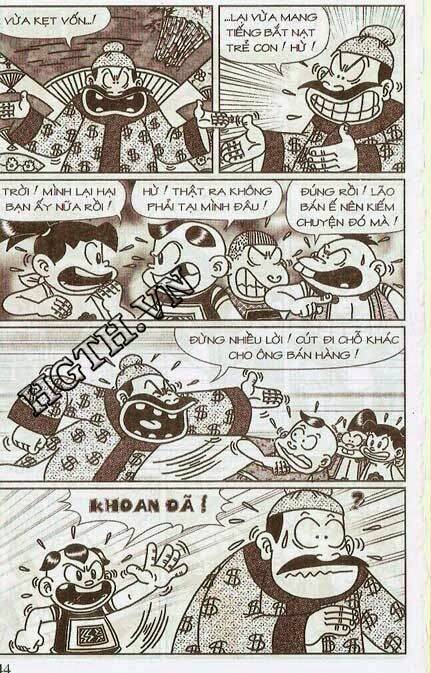 VỪA KẸT VỐN...
...LẠI VỪA MANG
TIẾNG BẮT NẠT
TRẺ CON! HỪ!
TRỜI! MÌNH LẠI HẠI
BẠN ẤY NỮA RỒI!
HỪ! THẬT RA KHÔNG
PHẢI TẠI MÌNH ĐÂU!
ĐÚNG RỒI! LÃO
BÁN Ế NÊN KIẾM
CHUYỆN ĐÓ MÀ!
ĐỪNG NHIỀU LỜI! CÚT ĐI CHỖ KHÁC
CHO ÔNG BÁN HÀNG!
HGTH.VN
KHOAN ĐÃ!
?
44